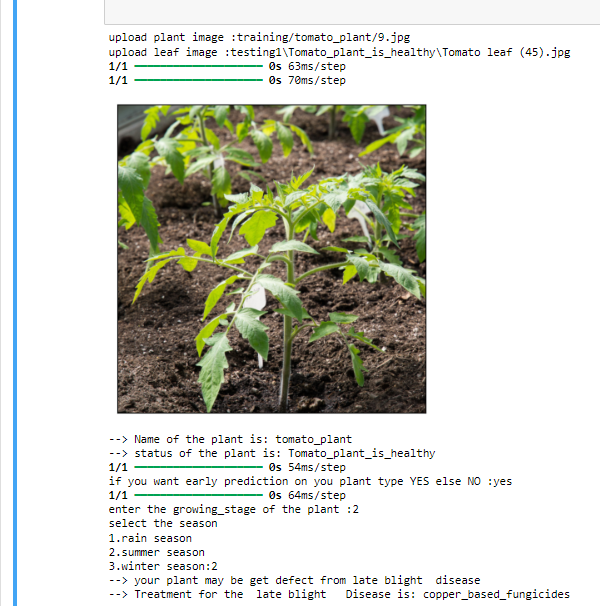 upload plant image :training/tomato_plant/9.jpg
upload leaf image :testing1\Tomato_plant_is_healthy\Tomato leaf (45).jpg
1/1 ━━━━━━━━━━━━━━━━━━━━ 0s 63ms/step
1/1 ━━━━━━━━━━━━━━━━━━━━ 0s 70ms/step
--> Name of the plant is: tomato_plant
--> status of the plant is: Tomato_plant_is_healthy
1/1 ━━━━━━━━━━━━━━━━━━━━ 0s 54ms/step
if you want early prediction on you plant type YES else NO :yes
1/1 ━━━━━━━━━━━━━━━━━━━━ 0s 64ms/step
enter the growing_stage of the plant :2
select the season
1.rain season
2.summer season
3.winter season:2
--> your plant may be get defect from late blight  disease
--> Treatment for the  late blight   Disease is: copper_based_fungicides